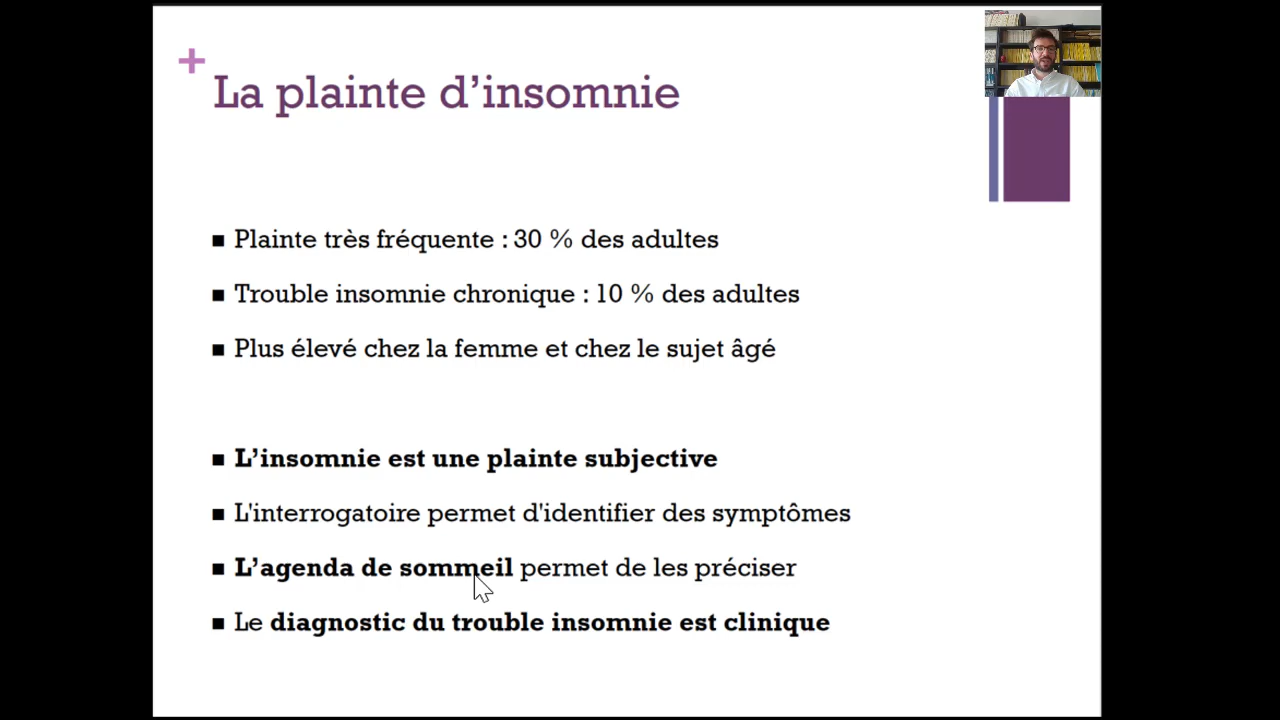 La plainte d’insomnie
Plainte très fréquente : 30 % des adultes
Trouble insomnie chronique : 10 % des adultes
Plus élevé chez la femme et chez le sujet âgé
L’insomnie est une plainte subjective
L'interrogatoire permet d'identifier des symptômes
L’agenda de sommeil permet de les préciser
Le diagnostic du trouble insomnie est clinique